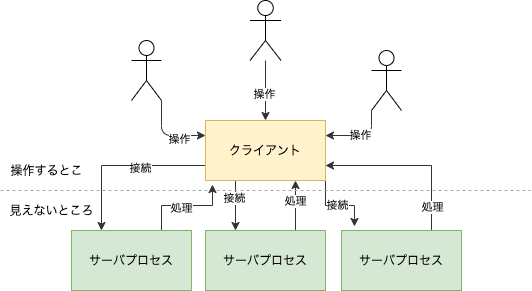 操作
操作
操作
クライアント
操作するとこ
接続
見えないところ
処理
接続
処理
接続
処理
サーバプロセス
サーバプロセス
サーバプロセス